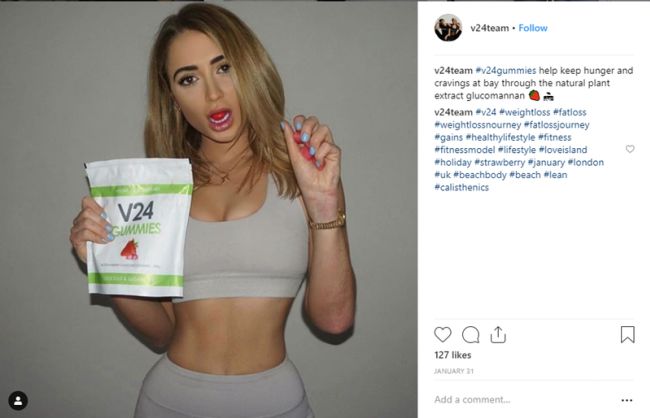 v24team • Follow
v24team #v24gummies help keep hunger and
cravings at bay through the natural plant
extract glucomannan 🍓
v24team #v24 #weightloss #fatloss
#weightlossnourney #fatlossjourney
#gains #healthylifestyle #fitness
#fitnessmodel #lifestyle #loveisland
#holiday #strawberry #january #london
#uk #beachbody #beach #lean
#calisthenics
V24
GUMMIES
127 likes
JANUARY 31
Add a comment...